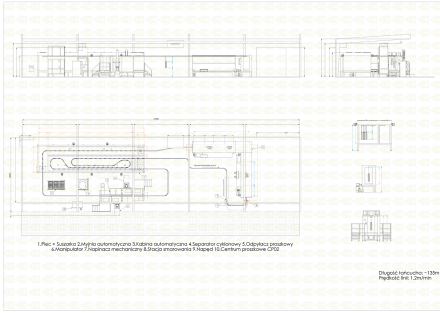 1.Piec + Suszarka 2.Myjnia automatyczna 3.Kabina automatyczna 4.Separator cyklonowy 5.Odpylacz proszkowy
6.Manipulator 7.Napinacz mechaniczny 8.Stacja smarowania 9.Napęd 10.Centrum proszkowe CP02
Długość łańcucha: ~135m
Prędkość linii: 1.2m/min